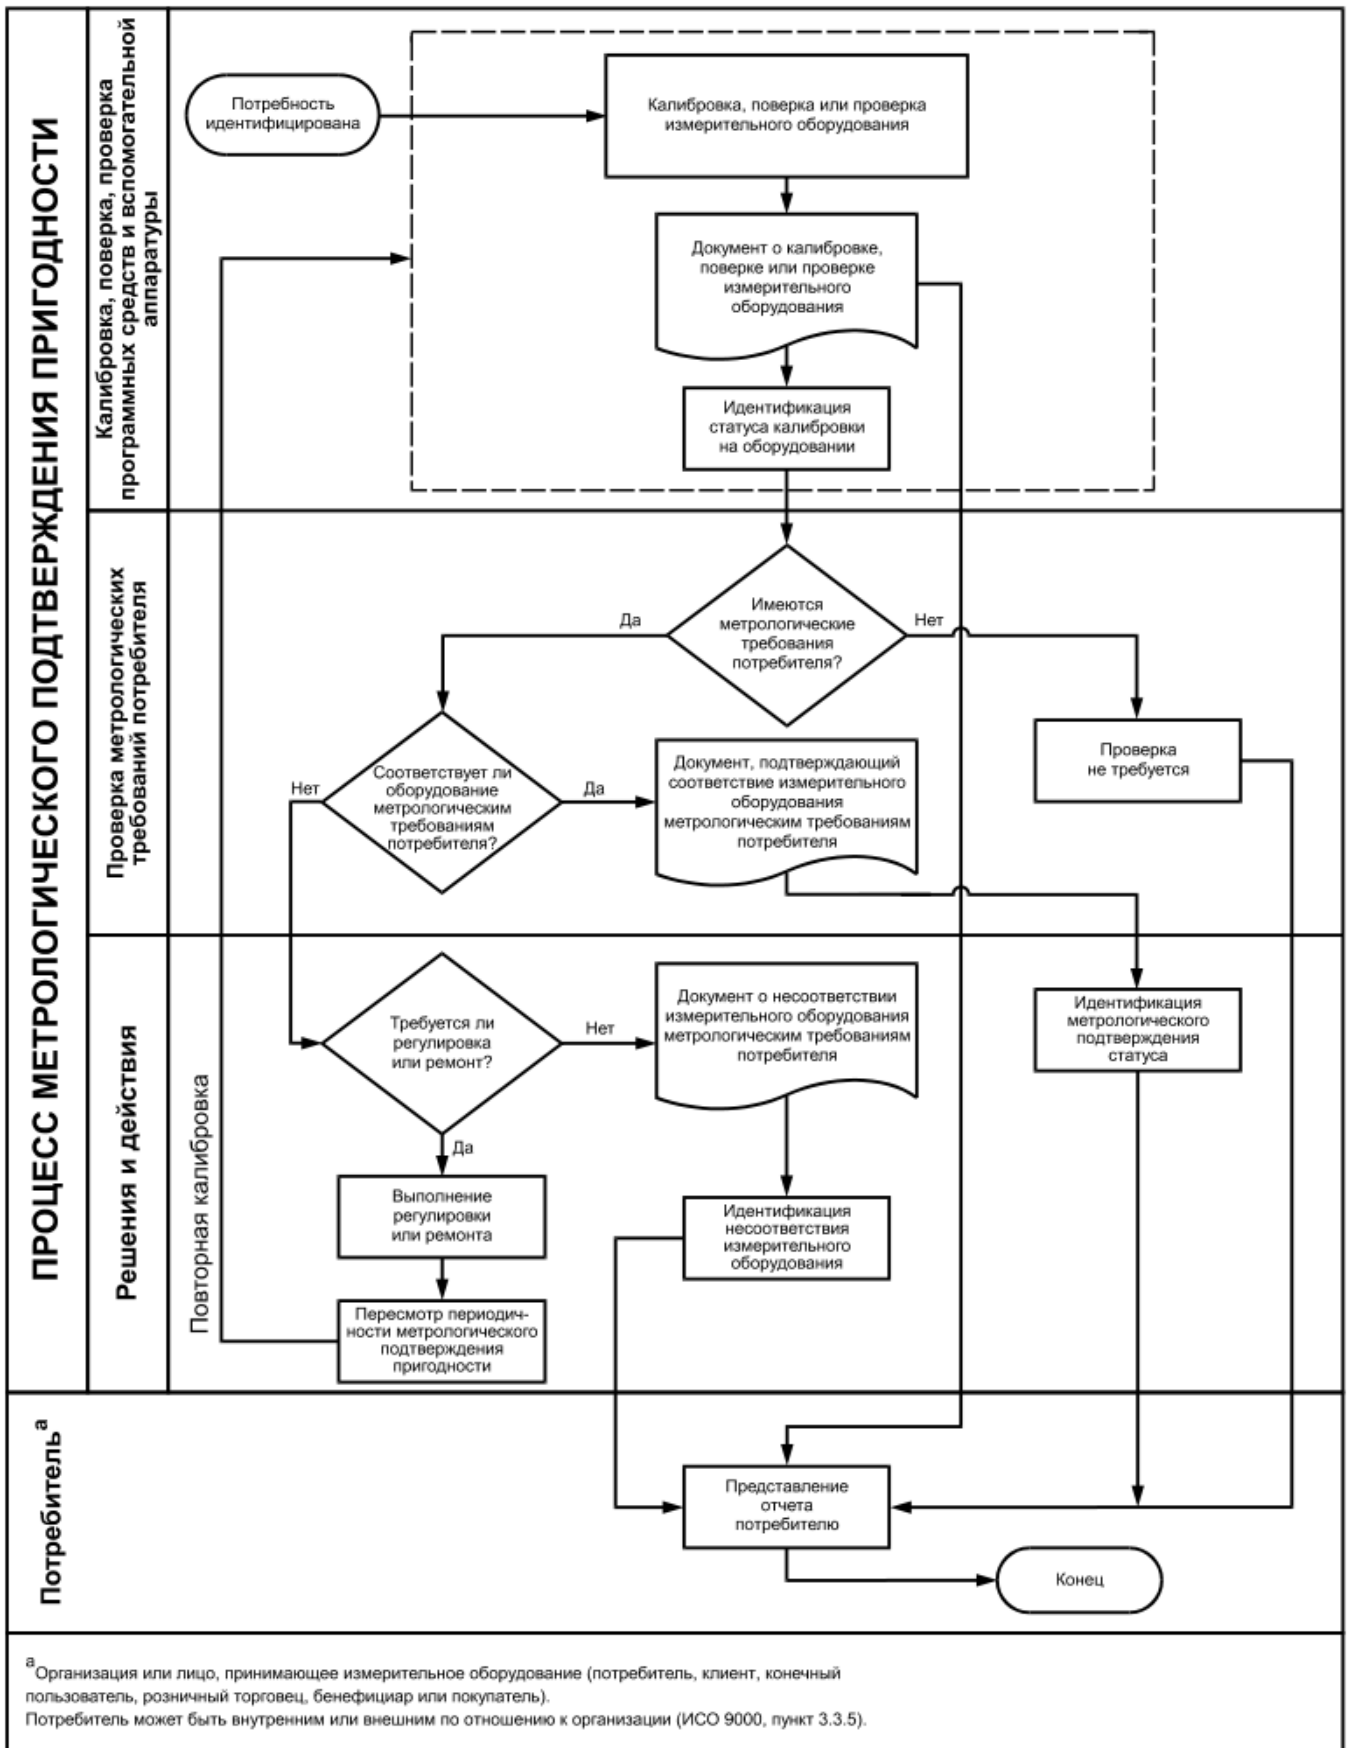 ПРОЦЕСС МЕТРОЛОГИЧЕСКОГО ПОДТВЕРЖДЕНИЯ ПРИГОДНОСТИ
Калибровка, поверка, проверка
программных средств и вспомогательной
аппаратуры
Потребность
идентифицирована
Калибровка, поверка или проверка
измерительного оборудования
Документ о калибровке,
поверке или проверке
измерительного
оборудования
Идентификация
статуса калибровки
на оборудовании
Проверка метрологических
требований потребителя
Имеются
метрологические
требования
потребителя?
Да
Нет
Соответствует ли
оборудование
метрологическим
требованиям
потребителя?
Нет
Да
Документ, подтверждающий
соответствие измерительного
оборудования
метрологическим требованиям
потребителя
Проверка
не требуется
Решения и действия
Повторная калибровка
Требуется ли
регулировка
или ремонт?
Нет
Да
Документ о несоответствии
измерительного оборудования
метрологическим требованиям
потребителя
Идентификация
метрологического
подтверждения
статуса
Выполнение
регулировки
или ремонта
Идентификация
несоответствия
измерительного
оборудования
Пересмотр периодич-
ности метрологического
подтверждения
пригодности
Потребитель а
Представление
отчета
потребителю
Конец
а Организация или лицо, принимающее измерительное оборудование (потребитель, клиент, конечный
пользователь, розничный торговец, бенефициар или покупатель).
Потребитель может быть внутренним или внешним по отношению к организации (ИСО 9000, пункт 3.3.5).